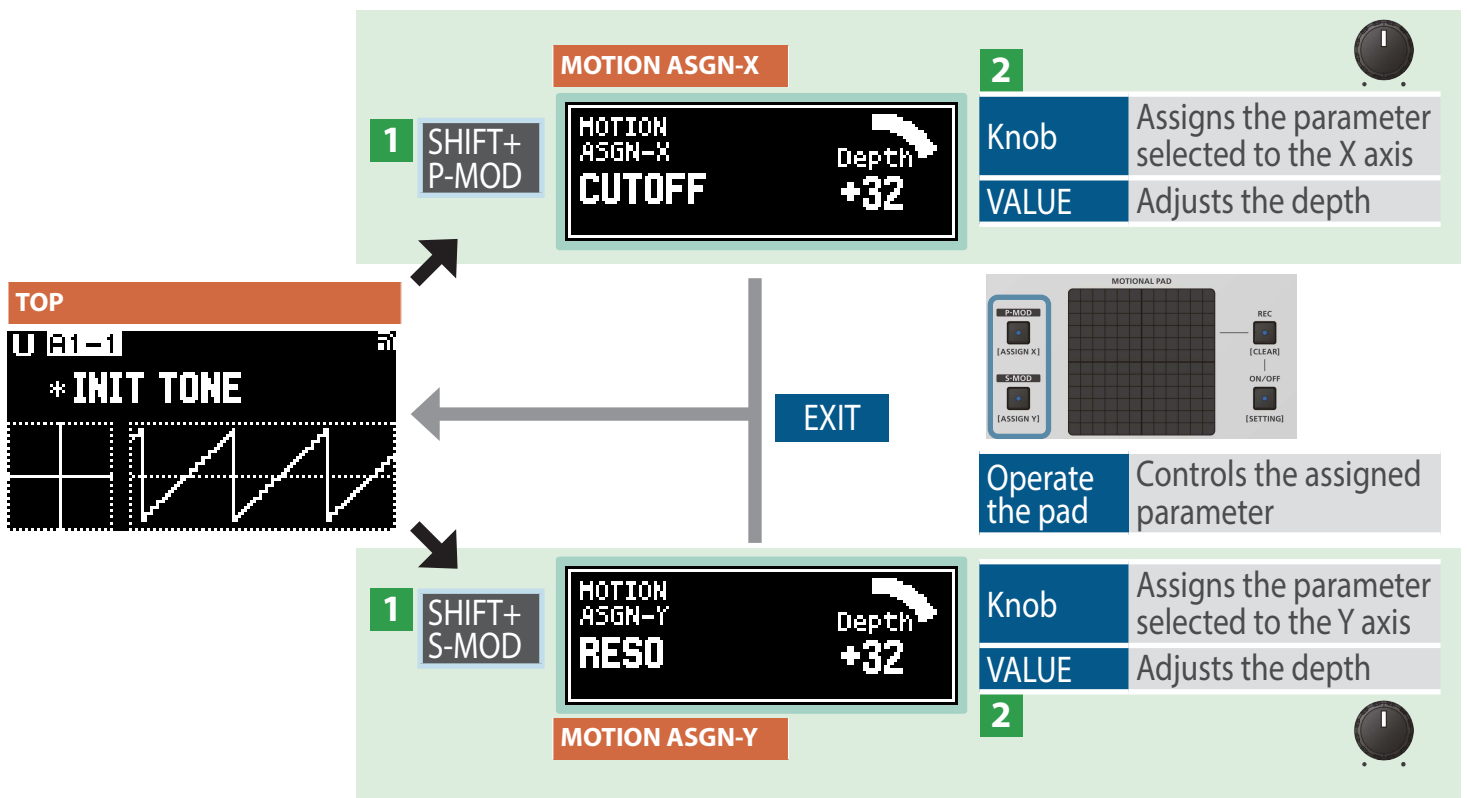 MOTION ASGN-X
2
1
SHIFT+
P-MOD
MOTION
ASGN-X
Depth
CUTOFF
+32
Knob
Assigns the parameter
selected to the X axis
VALUE
Adjusts the depth
TOP
U A1-1
*INIT TONE
EXIT
MOTIONAL PAD
P-MOD
[ASSIGN X]
S-MOD
[ASSIGN Y]
REC
[CLEAR]
ON/OFF
[SETTING]
Operate
the pad
Controls the assigned
parameter
1
SHIFT+
S-MOD
MOTION
ASGN-Y
Depth
RESO
+32
Knob
Assigns the parameter
selected to the Y axis
VALUE
Adjusts the depth
2
MOTION ASGN-Y